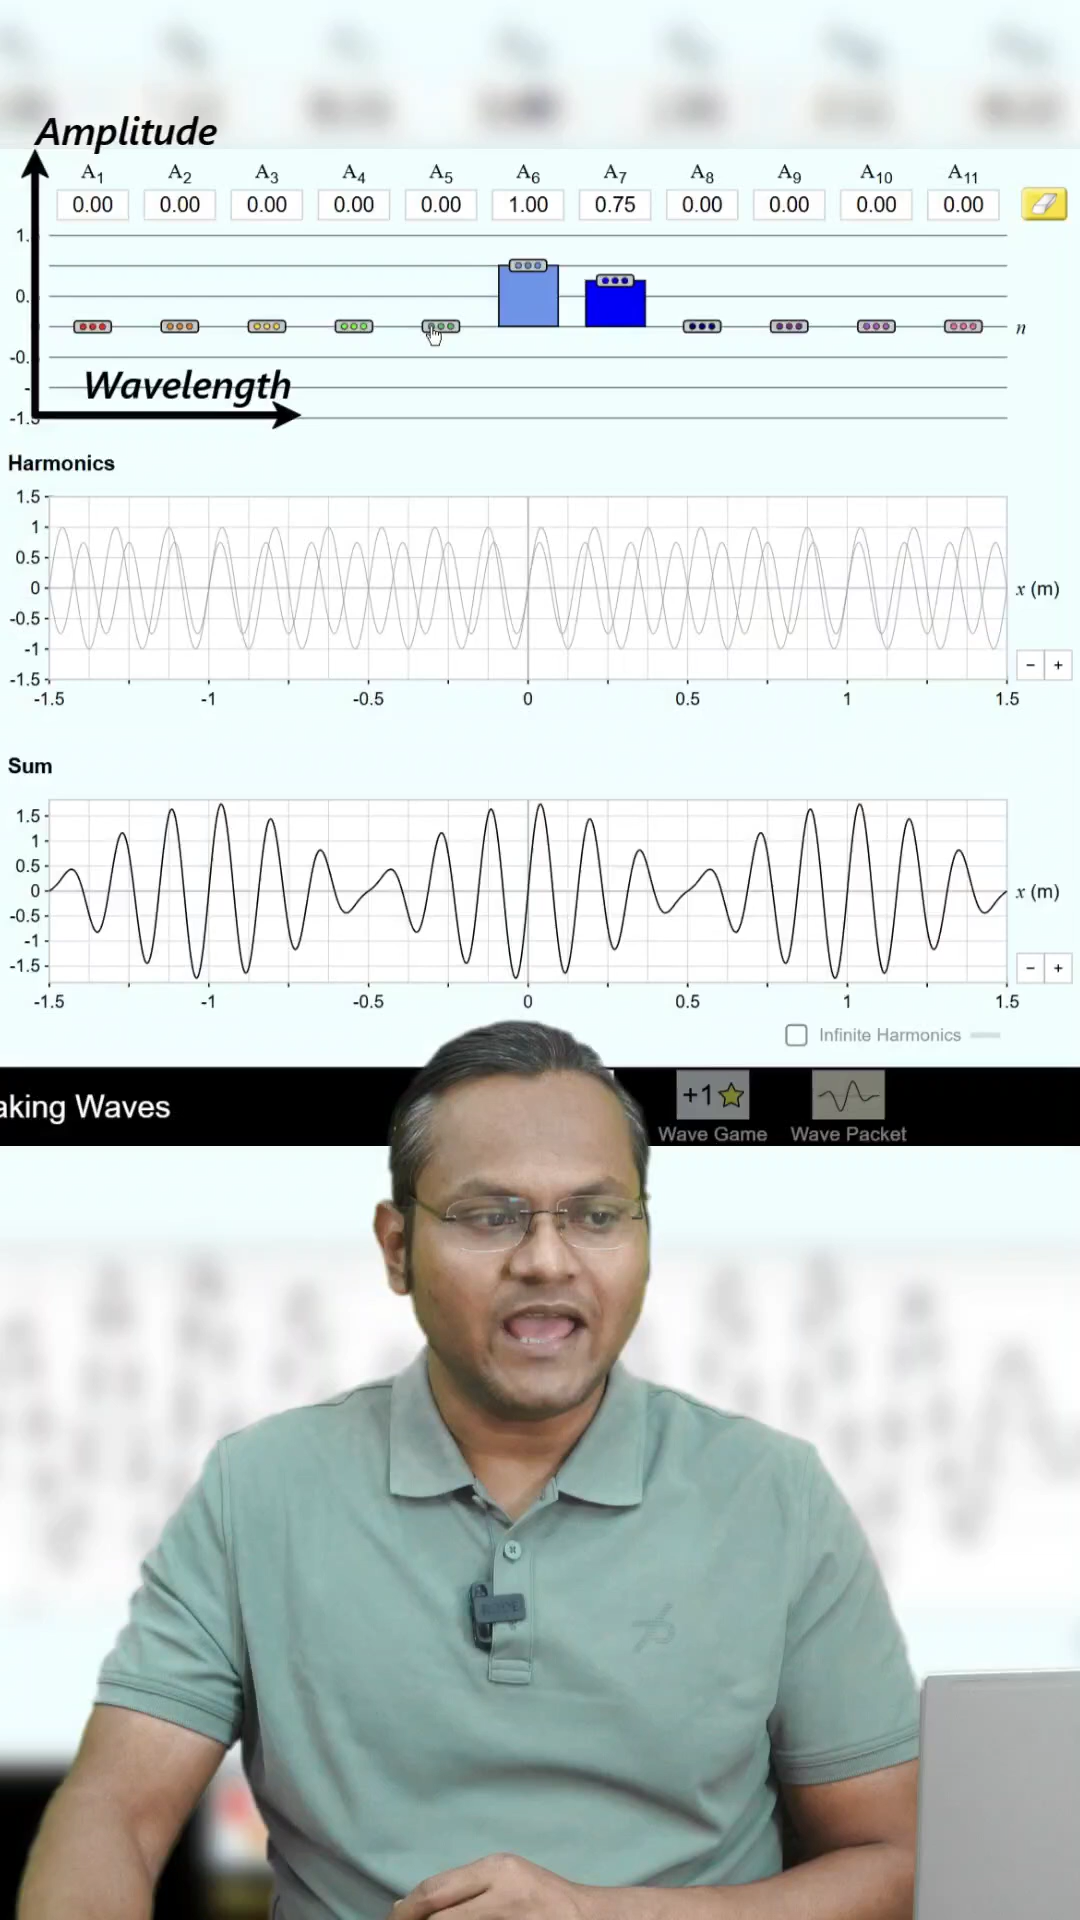 Amplitude
A1 A2 A3 A4 A5 A6 A7 A8 A9 A10 A11
0.00 0.00 0.00 0.00 0.00 1.00 0.75 0.00 0.00 0.00 0.00
n
Wavelength
-1.5
Harmonics
1.5
1
0.5
0
-0.5
-1
-1.5
x (m)
- +
-1.5 -1 -0.5 0 0.5 1 1.5
Sum
1.5
1
0.5
0
-0.5
-1
-1.5
x (m)
- +
-1.5 -1 -0.5 0 0.5 1 1.5
Infinite Harmonics
aking Waves
+1
Wave Game
Wave Packet
RODE